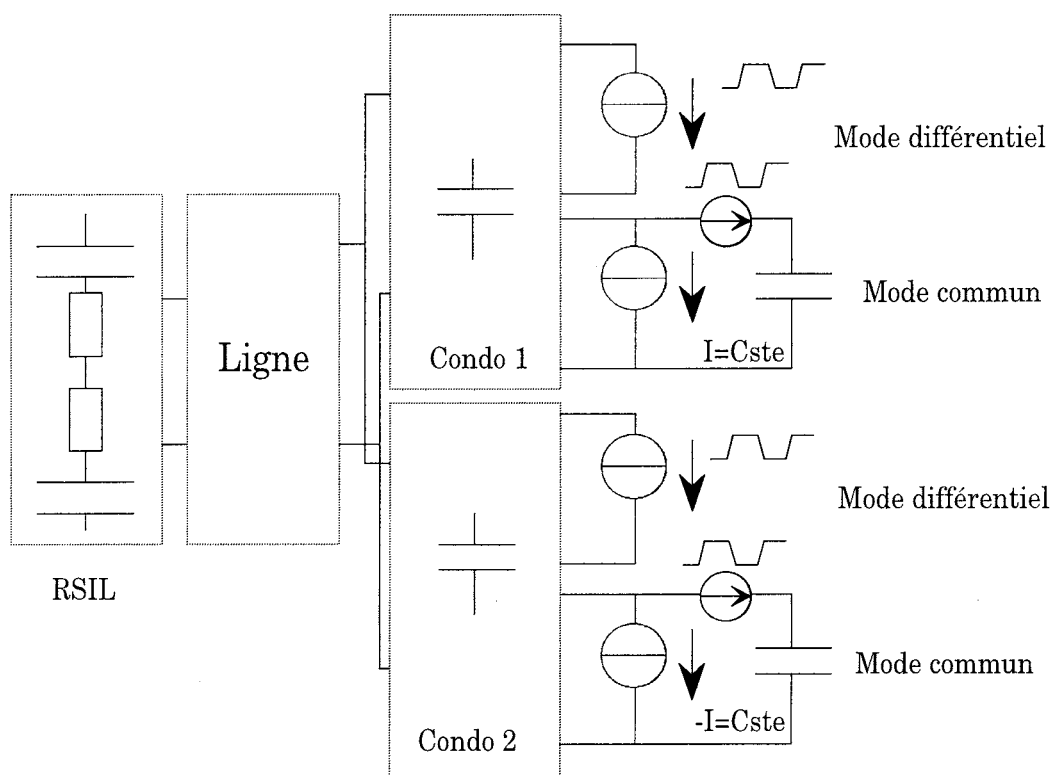 Mode différentiel
Mode commun
I=Cste
Condo 1
Ligne
RSIL
Mode différentiel
Mode commun
-I=Cste
Condo 2